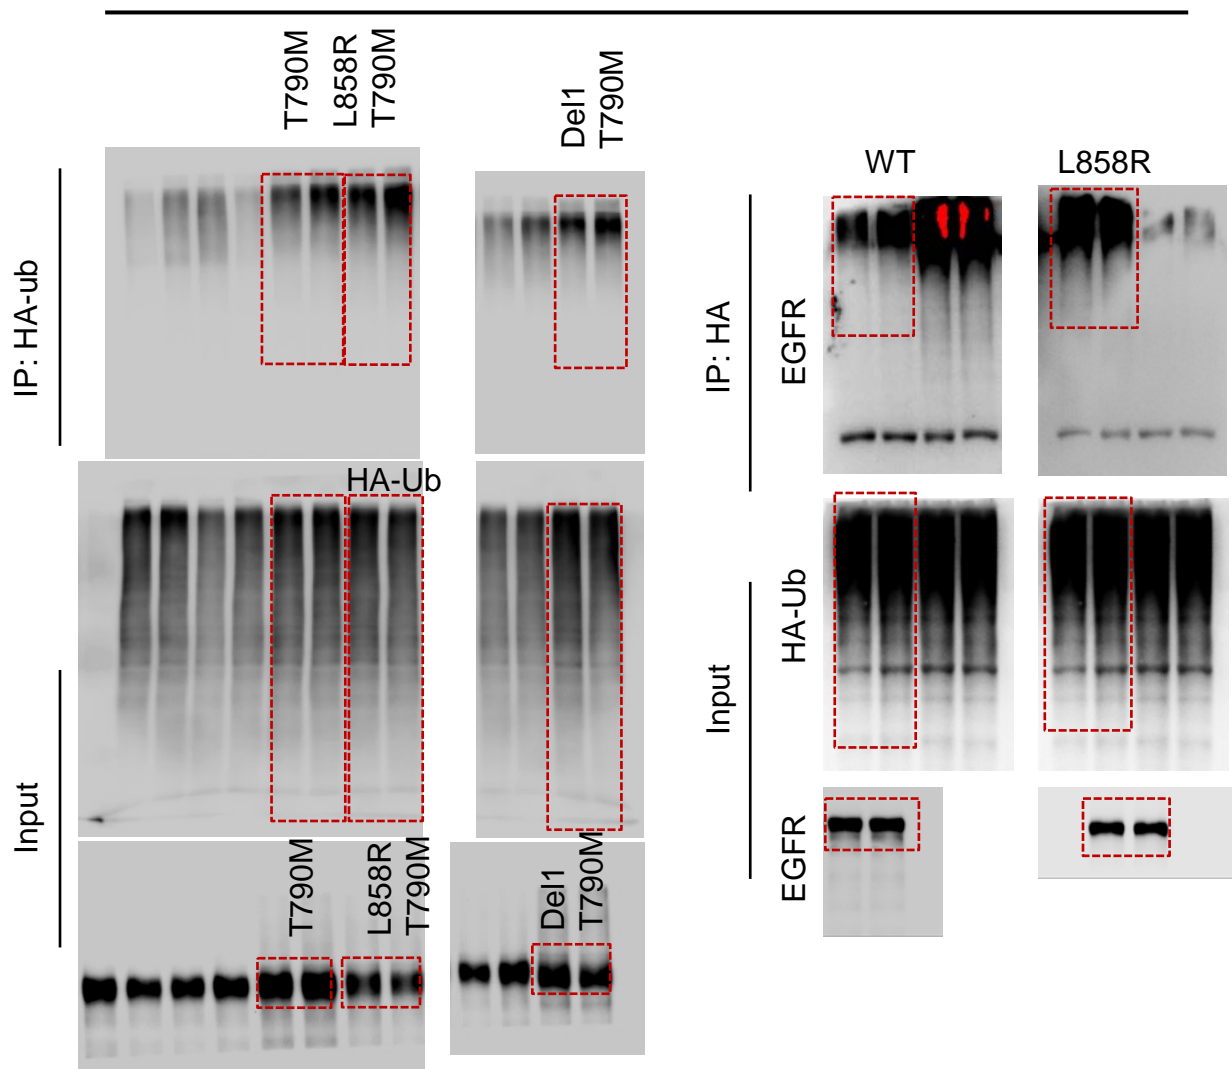 T790M
L858R
T790M
Del1
T790M
WT
L858R
IP: HA-ub
IP: HA
EGFR
HA-Ub
Input
T790M
L858R
T790M
Del1
T790M
Input
HA-Ub
EGFR